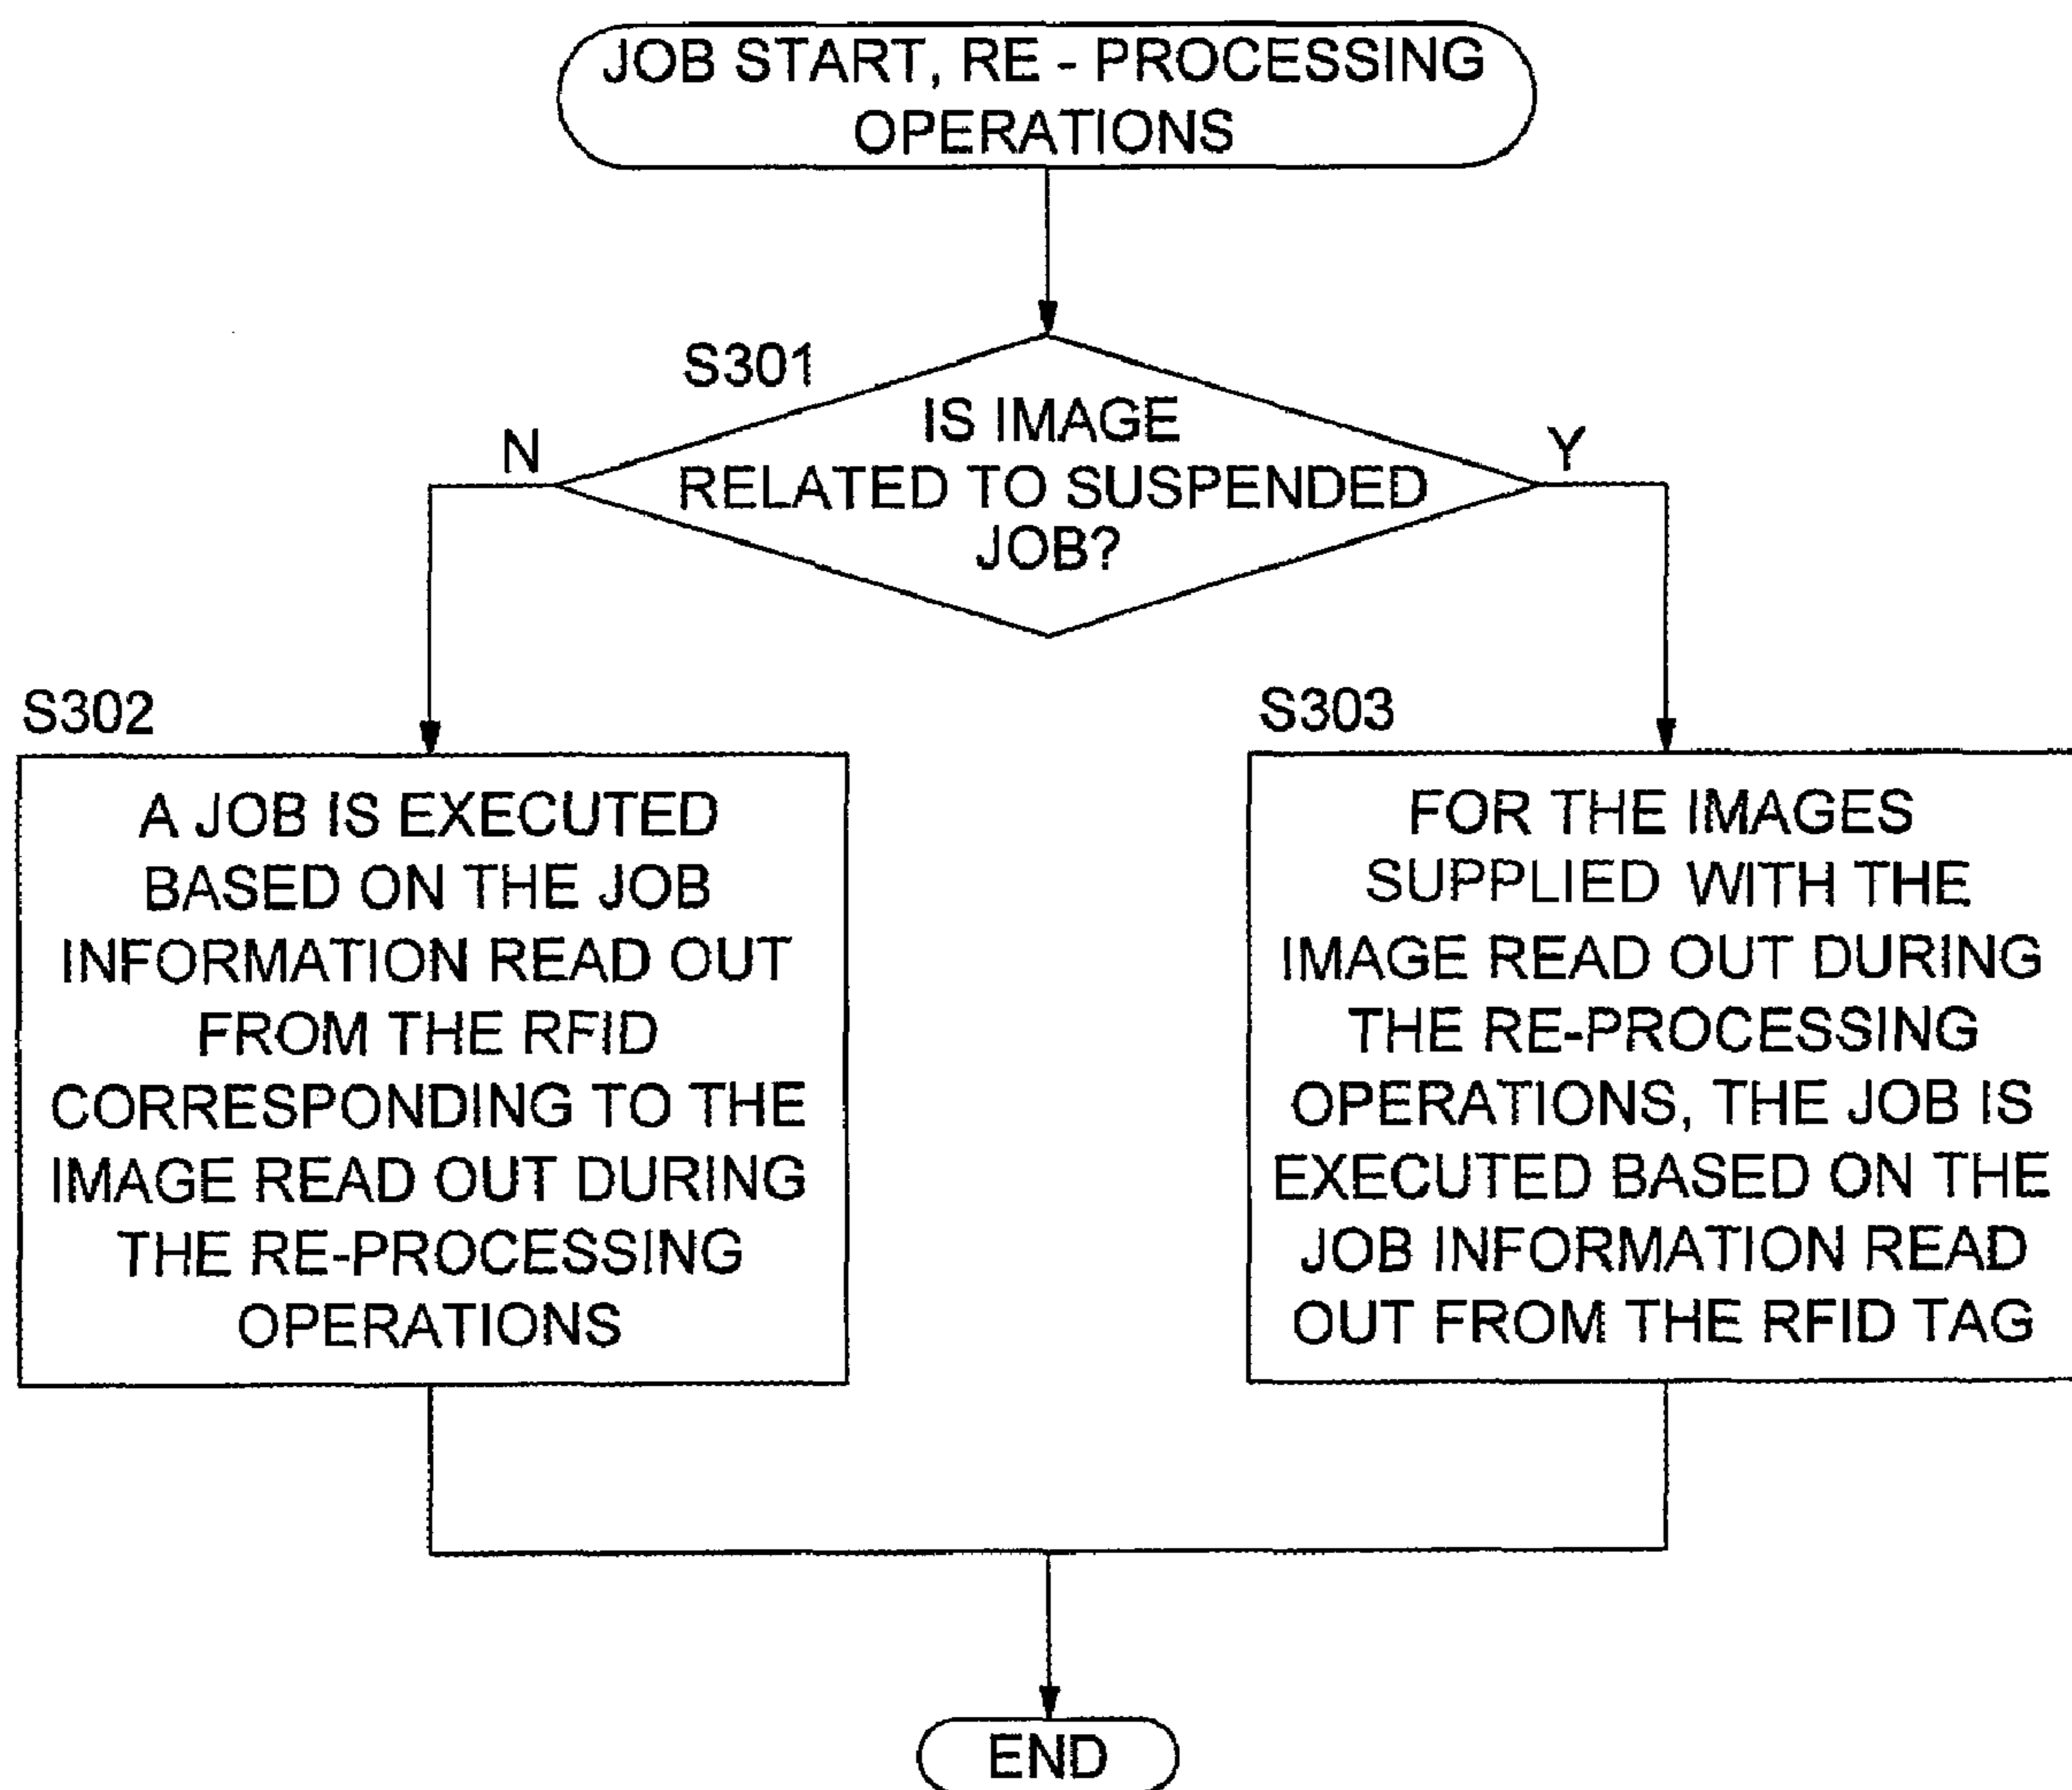 JOB START, RE - PROCESSING
OPERATIONS
S301
IS IMAGE
RELATED TO SUSPENDED
JOB?
N
Y
S302
A JOB IS EXECUTED
BASED ON THE JOB
INFORMATION READ OUT
FROM THE RFID
CORRESPONDING TO THE
IMAGE READ OUT DURING
THE RE-PROCESSING
OPERATIONS
S303
FOR THE IMAGES
SUPPLIED WITH THE
IMAGE READ OUT DURING
THE RE-PROCESSING
OPERATIONS, THE JOB IS
EXECUTED BASED ON THE
JOB INFORMATION READ
OUT FROM THE RFID TAG
END